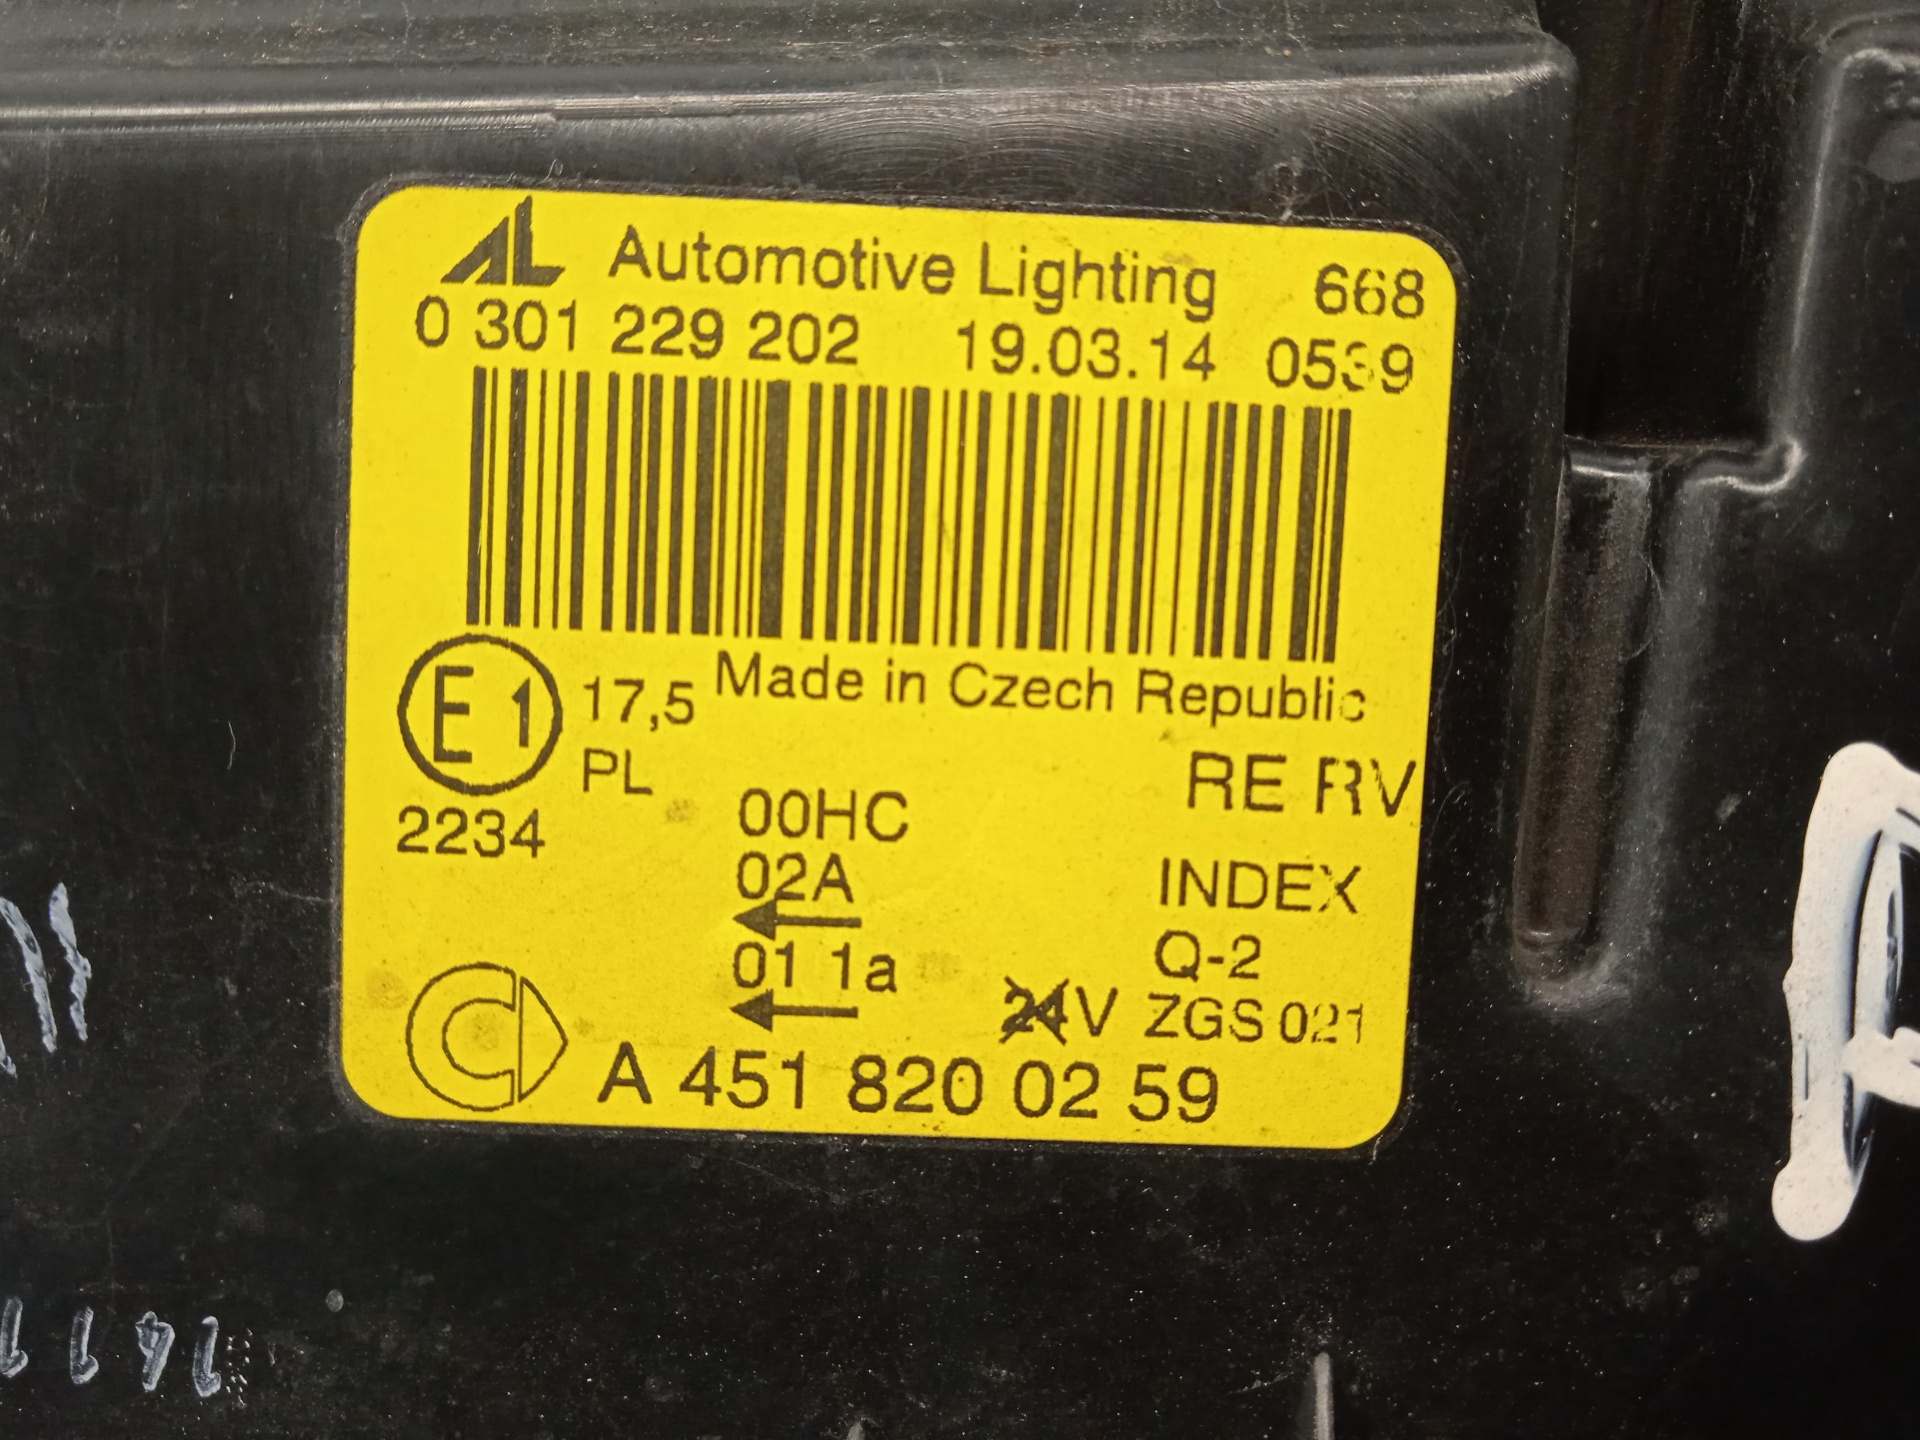 AL Automotive Lighting 668
0 301 229 202 19.03.14 0539
Made in Czech Republic
E1 17,5
PL
2234
RE RV
00HC
02A
INDEX
01 1a
Q-2
24V ZGS 021
A 451 820 02 59